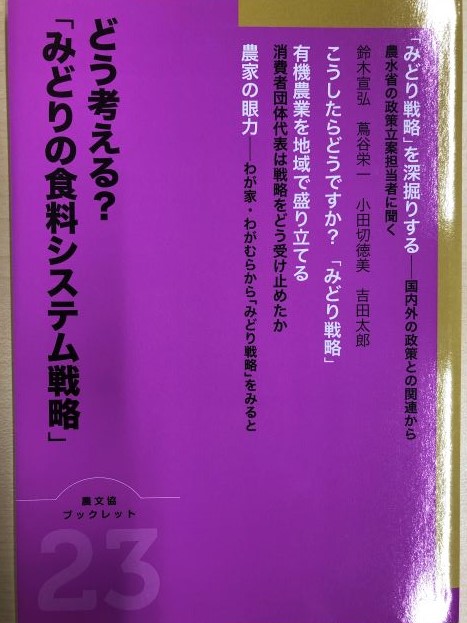 「みどり戦略」を深掘りする――国内外の政策との関連から
農水省の政策立案担当者に聞く
鈴木宣弘　蔦谷栄一　小田切徳美　吉田太郎
こうしたらどうですか？「みどり戦略」
有機農業を地域で盛り立てる
消費者団体代表は戦略をどう受け止めたか
農家の眼力――わが家・わがむらから「みどり戦略」をみると
どう考える？
「みどりの食料システム戦略」
農文協
ブックレット
23